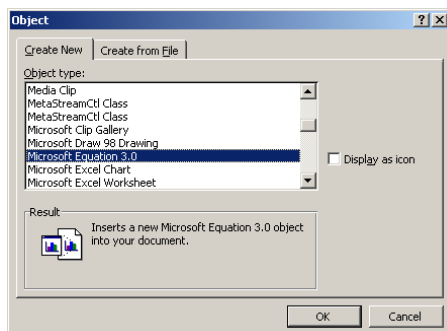 Object
Create New
Create from File
Object type:
Media Clip
MetaStreamCtl Class
MetaStreamCtl Class
Microsoft Clip Gallery
Microsoft Draw 98 Drawing
Microsoft Equation 3.0
Microsoft Excel Chart
Microsoft Excel Worksheet
Display as icon
Result
Inserts a new Microsoft Equation 3.0 object
into your document.
OK
Cancel